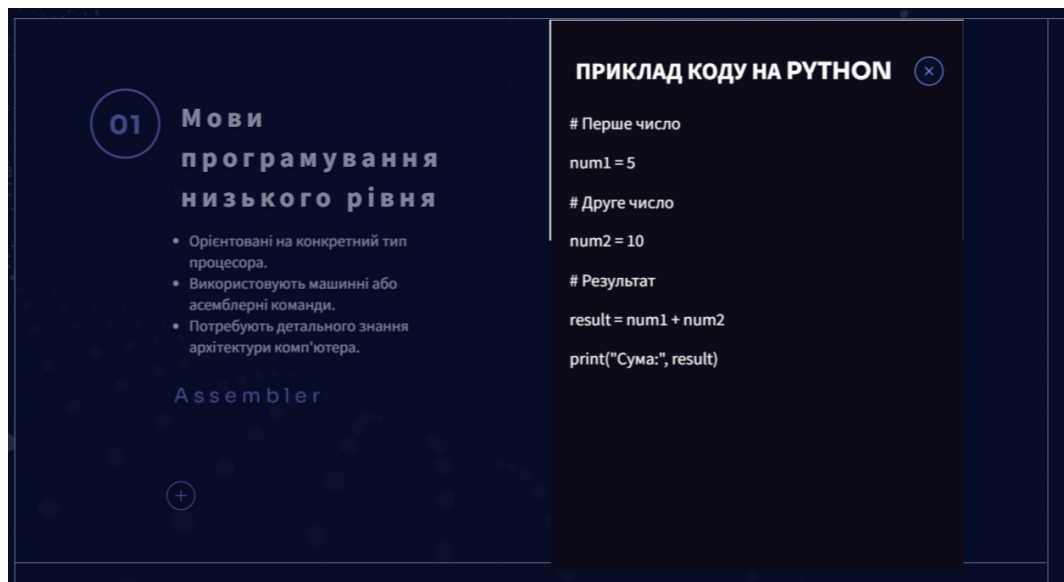 01
Мови
програмування
низького рівня
• Орієнтовані на конкретний тип
процесора.
• Використовують машинні або
асемблерні команди.
• Потребують детального знання
архітектури комп'ютера.
Assembler
ПРИКЛАД КОДУ НА PYTHON
# Перше число
num1 = 5
# Друге число
num2 = 10
# Результат
result = num1 + num2
print("Сума:", result)